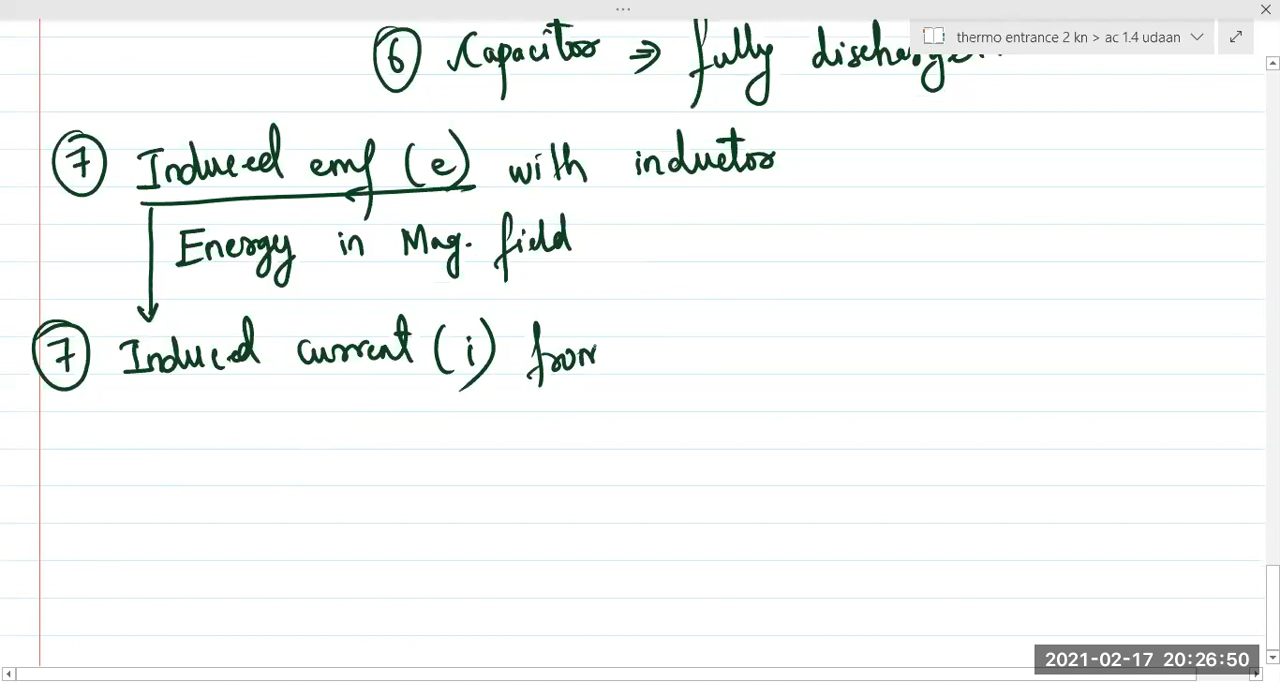 ...
thermo entrance 2 kn > ac 1.4 udaan
⑥ Capacitor ⇒ fully discharge..
⑦ Induced emf (e) with inductor
Energy in Mag. field
⑦ Induced current (i) from
2021-02-17 20:26:50